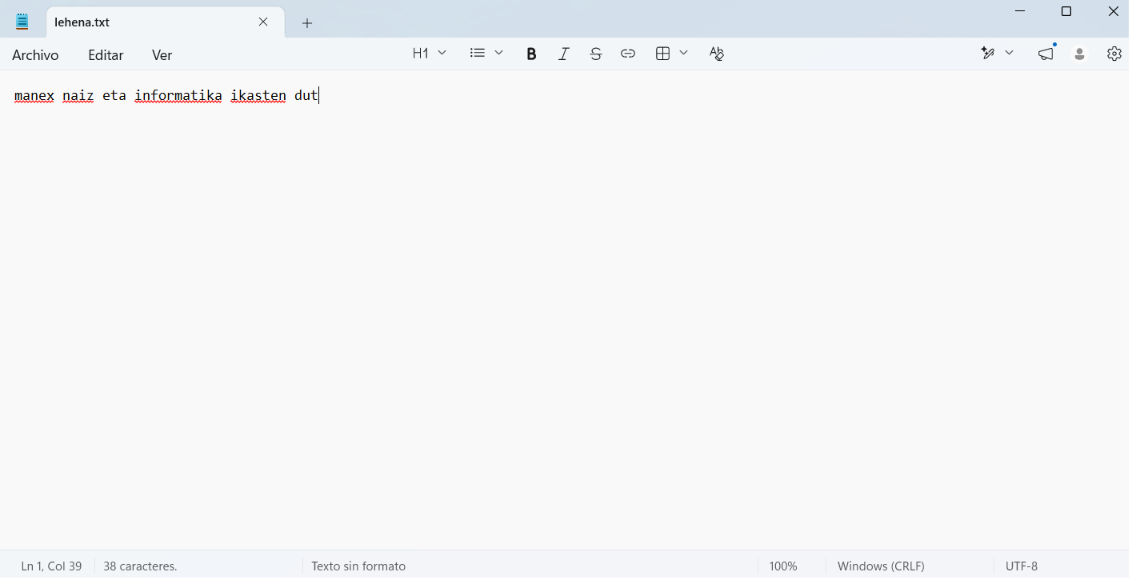 lehena.txt
Archivo Editar Ver H1 B I S
manex naiz eta informatika ikasten dut
Ln 1, Col 39 38 caracteres. Texto sin formato 100% Windows (CRLF) UTF-8